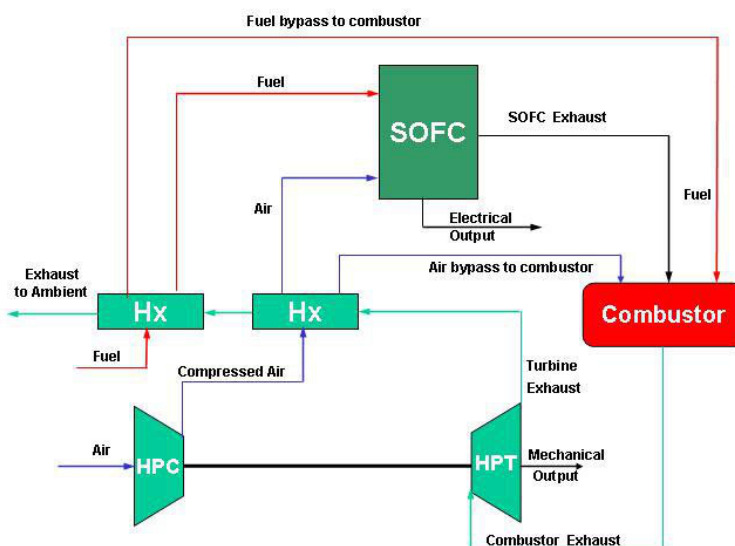 Fuel bypass to combustor
Fuel
SOFC
SOFC Exhaust
Air
Fuel
Electrical
Output
Air bypass to combustor
Exhaust
to Ambient
Hx
Hx
Combustor
Fuel
Compressed Air
Turbine
Exhaust
Air
HPC
HPT
Mechanical
Output
Combustor Exhaust